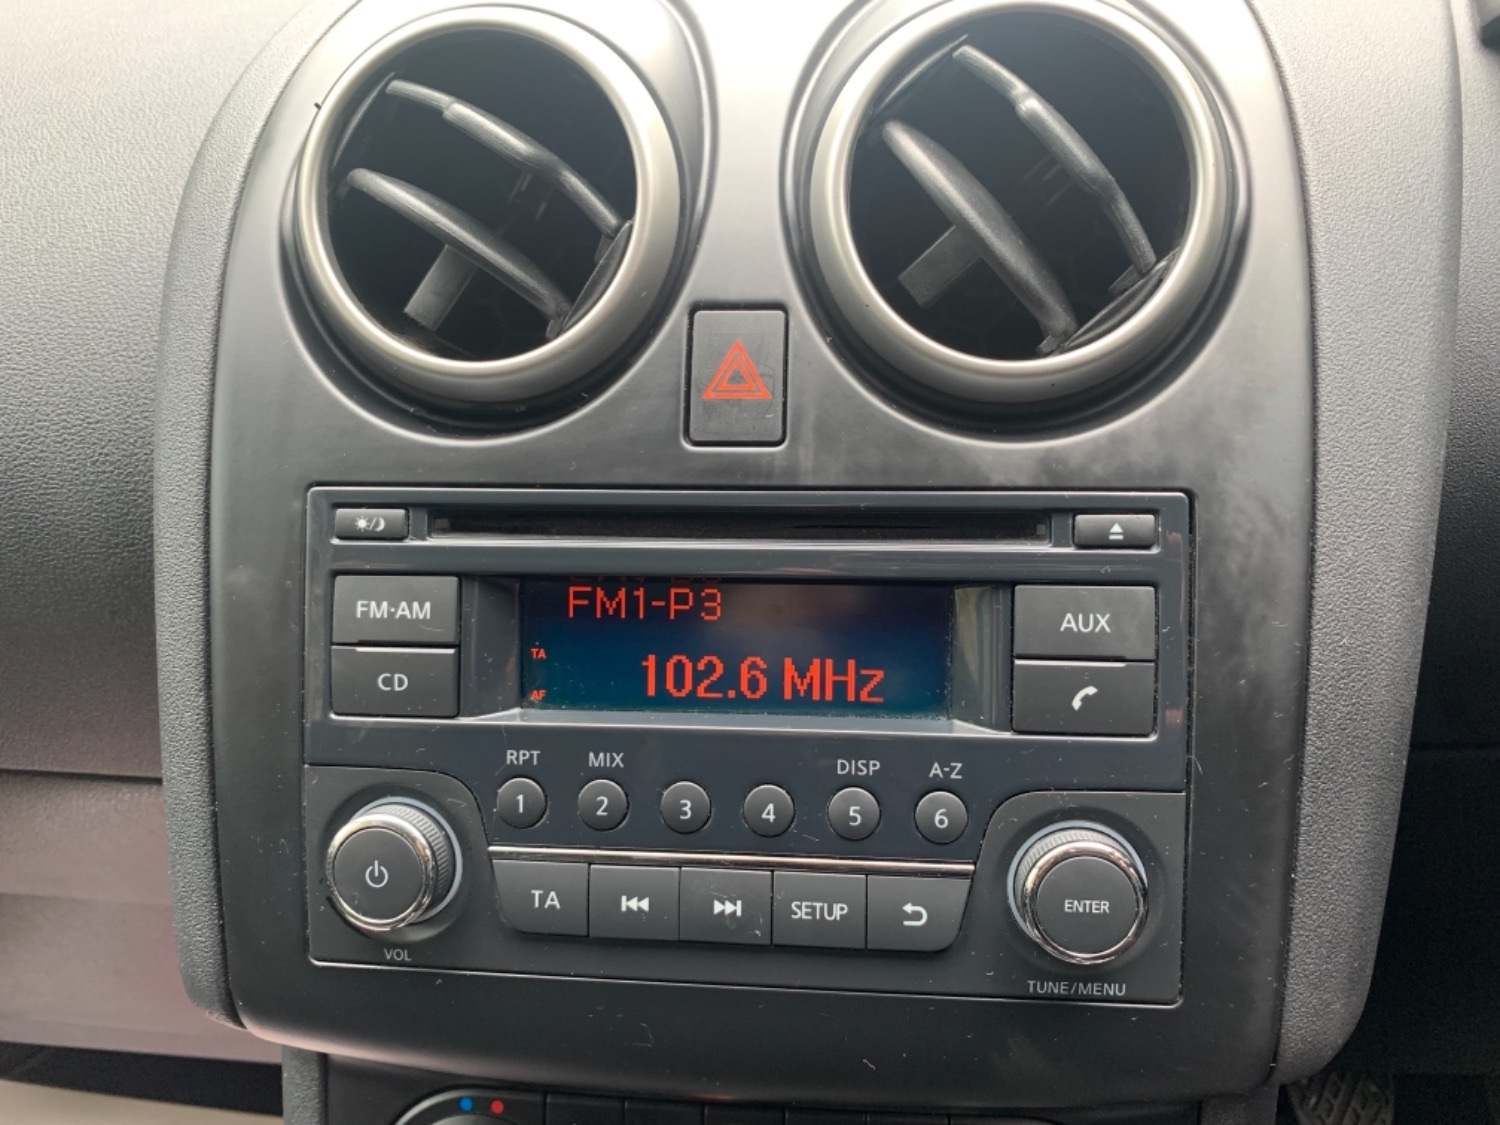 FM·AM
CD
FM1-P3
TA
102.6 MHz
AF
AUX
RPT
MIX
DISP
A-Z
1
2
3
4
5
6
TA
SETUP
ENTER
VOL
TUNE/MENU